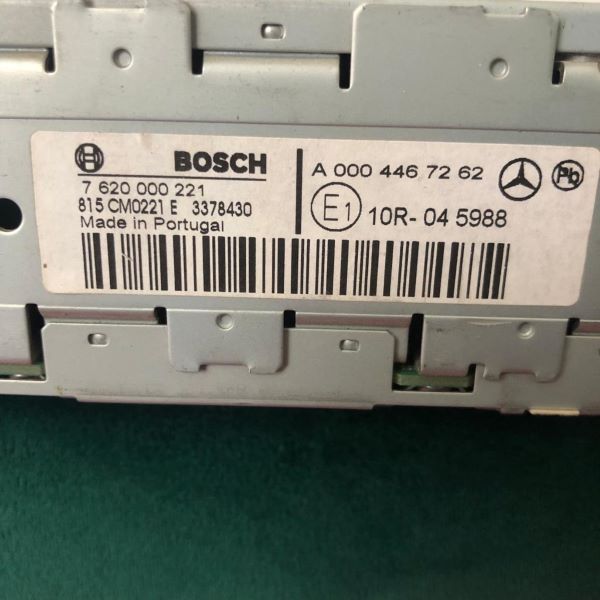 BOSCH
7 620 000 221
815 CM0221 E 3378430
Made in Portugal
A 000 446 72 62
E1 10R- 04 5988
Pb